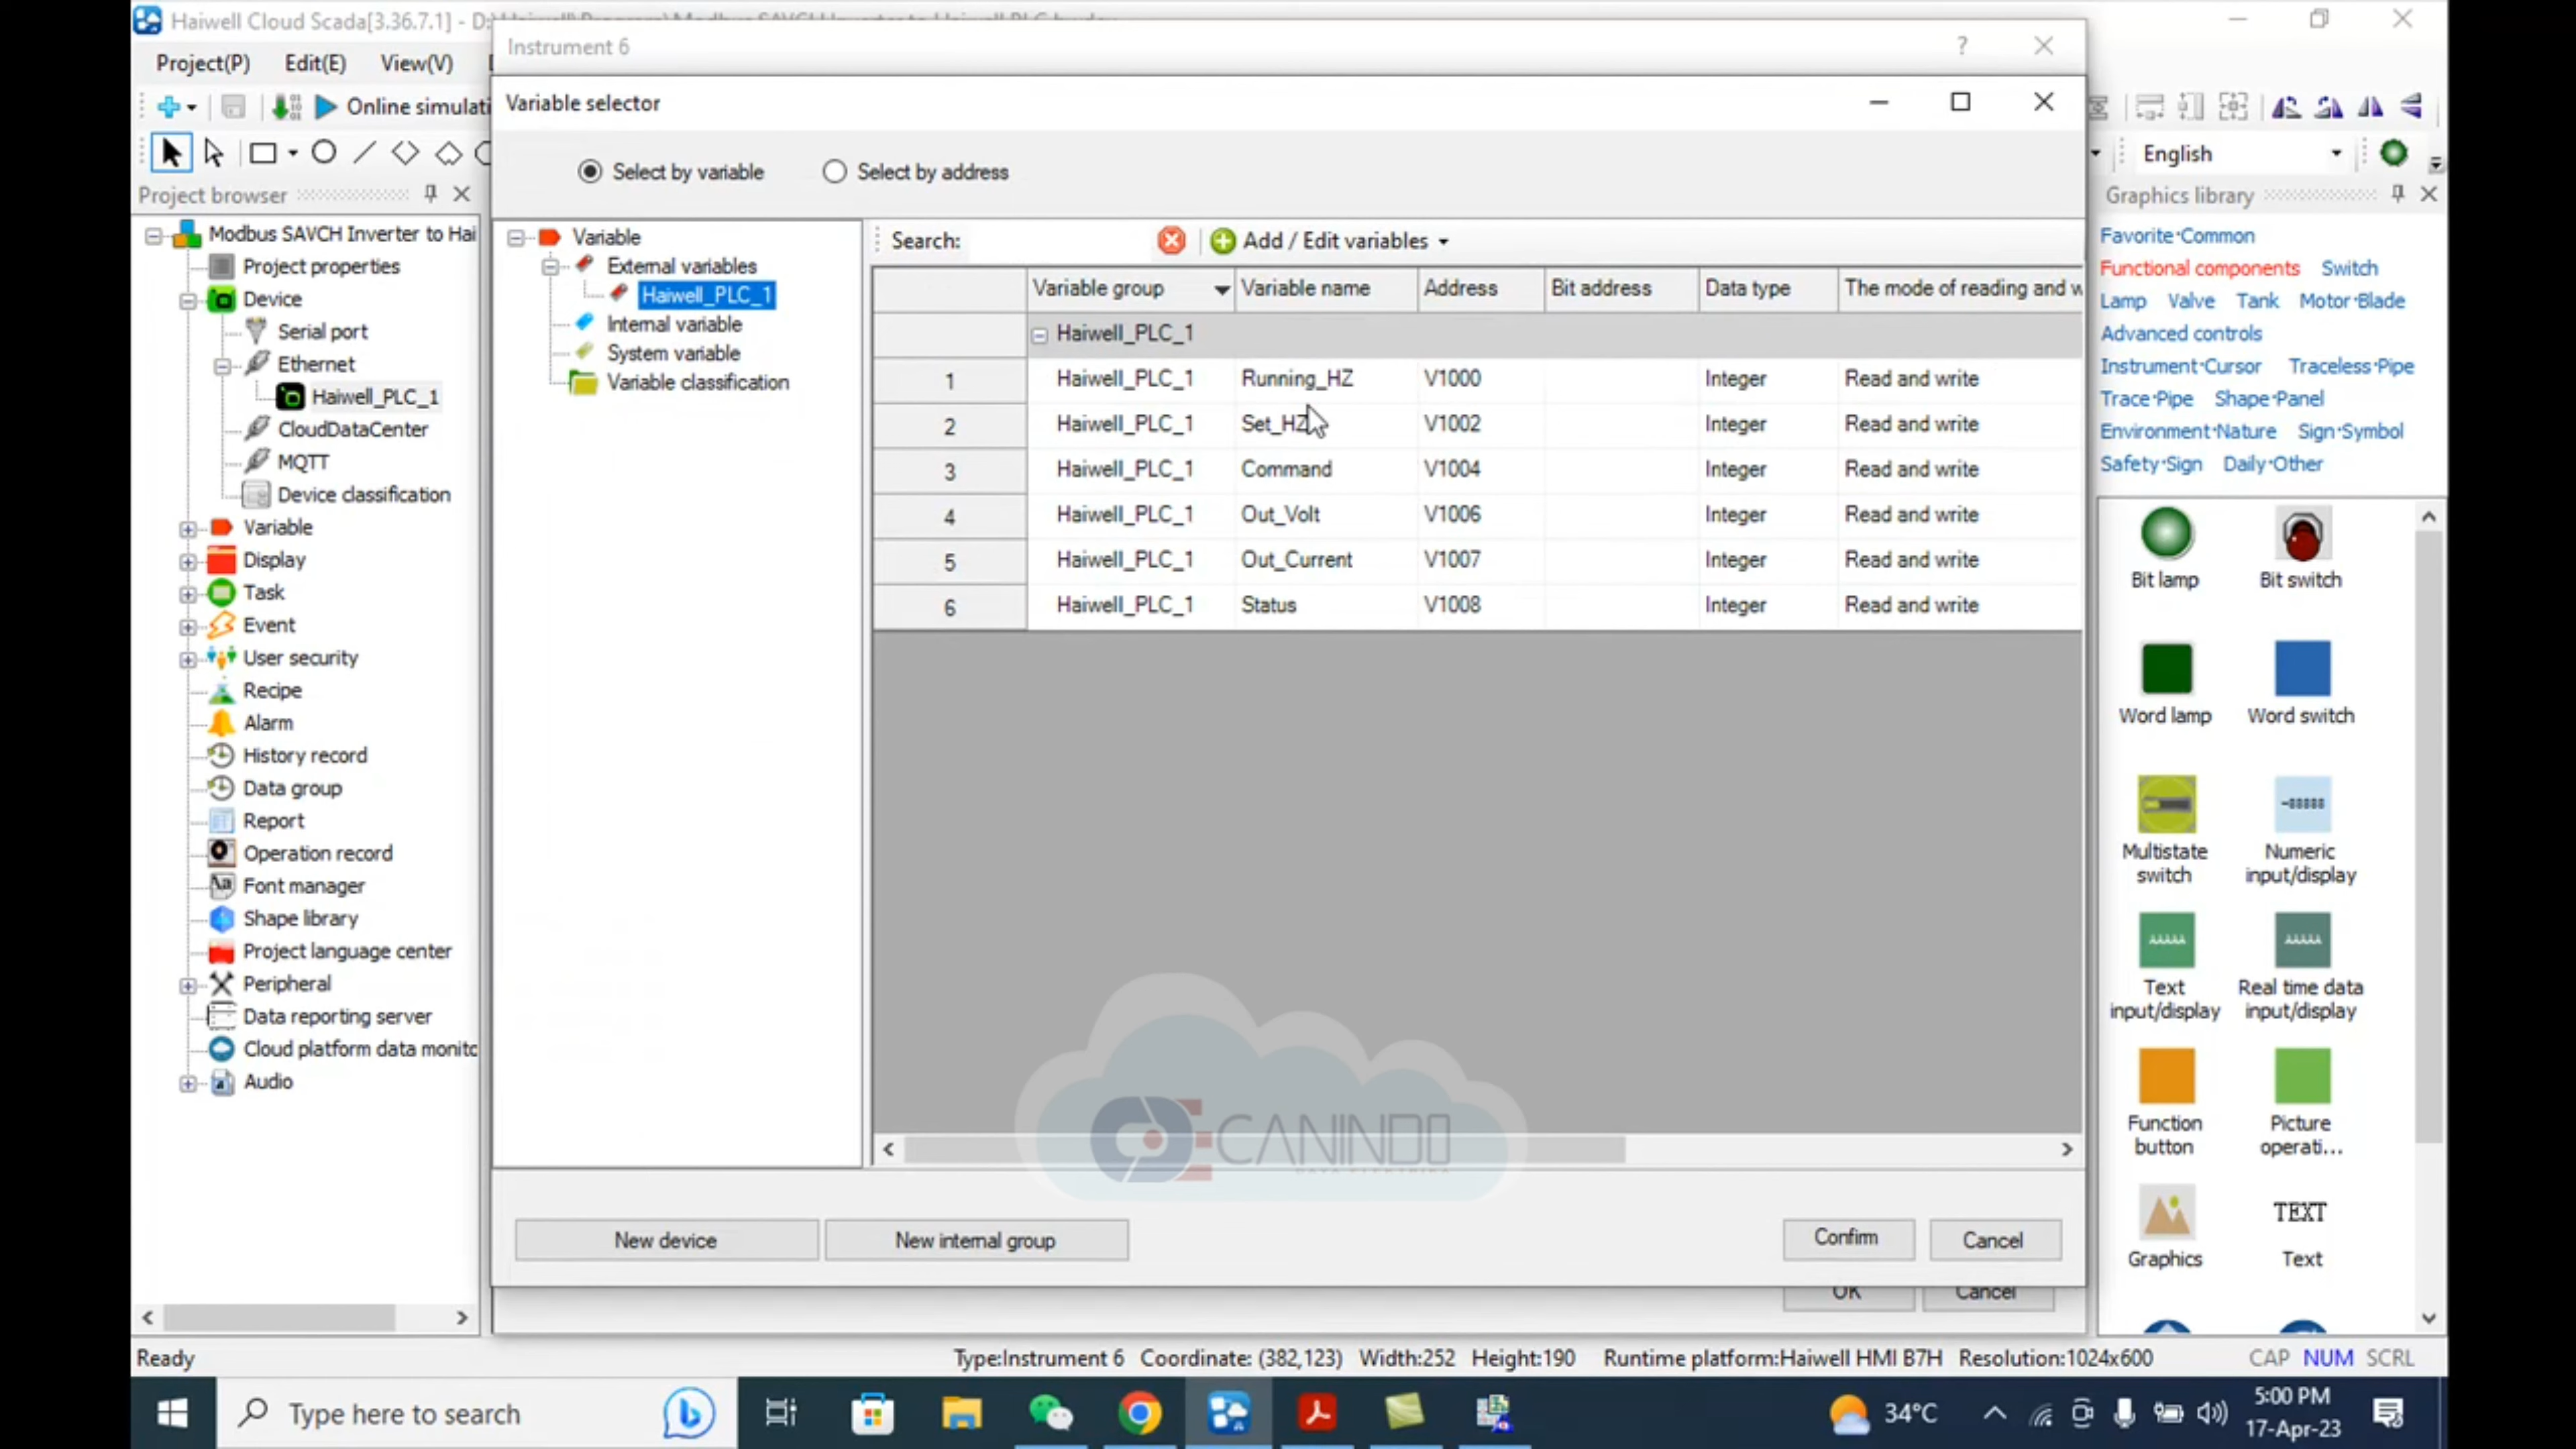 Haiwell Cloud Scada[3.36.7.1] - D:
Instrument 6
?
Project(P) Edit(E) View(V)
Online simulati
Variable selector
English
Select by variable Select by address
Project browser
Graphics library
Modbus SAVCH Inverter to Hai
Project properties
Device
Serial port
Ethernet
Haiwell_PLC_1
CloudDataCenter
MQTT
Device classification
Variable
Display
Task
Event
User security
Recipe
Alarm
History record
Data group
Report
Operation record
Font manager
Shape library
Project language center
Peripheral
Data reporting server
Cloud platform data monito
Audio
Variable
External variables
Haiwell_PLC_1
Internal variable
System variable
Variable classification
Search: Add / Edit variables
Variable group Variable name Address Bit address Data type The mode of reading and w
Haiwell_PLC_1
1 Haiwell_PLC_1 Running_HZ V1000 Integer Read and write
2 Haiwell_PLC_1 Set_HZ V1002 Integer Read and write
3 Haiwell_PLC_1 Command V1004 Integer Read and write
4 Haiwell_PLC_1 Out_Volt V1006 Integer Read and write
5 Haiwell_PLC_1 Out_Current V1007 Integer Read and write
6 Haiwell_PLC_1 Status V1008 Integer Read and write
CANINDO
New device New internal group Confirm Cancel
OK Cancel
Favorite·Common
Functional components Switch
Lamp Valve Tank Motor·Blade
Advanced controls
Instrument·Cursor Traceless·Pipe
Trace·Pipe Shape·Panel
Environment·Nature Sign·Symbol
Safety·Sign Daily·Other
Bit lamp Bit switch
Word lamp Word switch
Multistate switch
Numeric input/display
Text input/display
Real time data input/display
Function button
Picture operati...
TEXT
Graphics Text
Ready Type:Instrument 6 Coordinate: (382,123) Width:252 Height:190 Runtime platform:Haiwell HMI B7H Resolution:1024x600 CAP NUM SCRL
Type here to search
34°C
5:00 PM
17-Apr-23